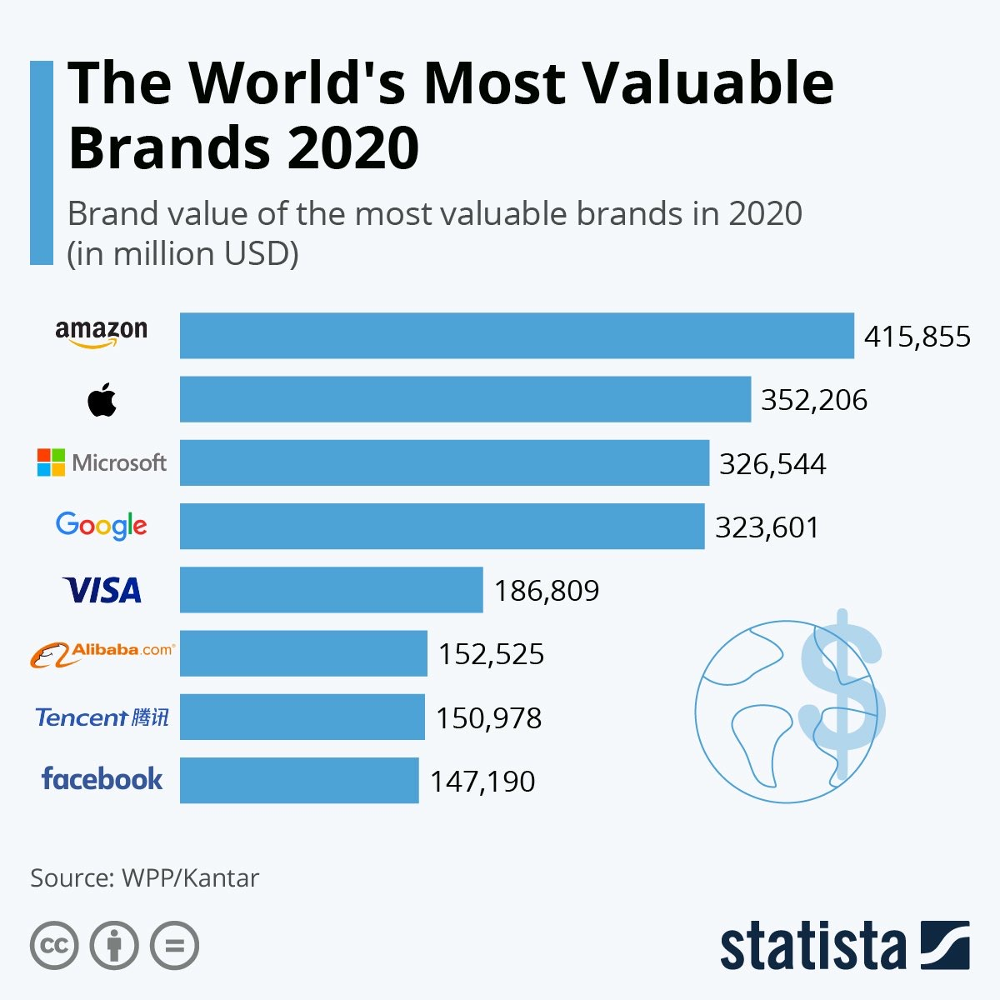 The World's Most Valuable
Brands 2020
Brand value of the most valuable brands in 2020
(in million USD)
amazon 415,855
352,206
Microsoft 326,544
Google 323,601
VISA 186,809
Alibaba.com® 152,525
Tencent 腾讯 150,978
facebook 147,190
$
Source: WPP/Kantar
cc =
statista